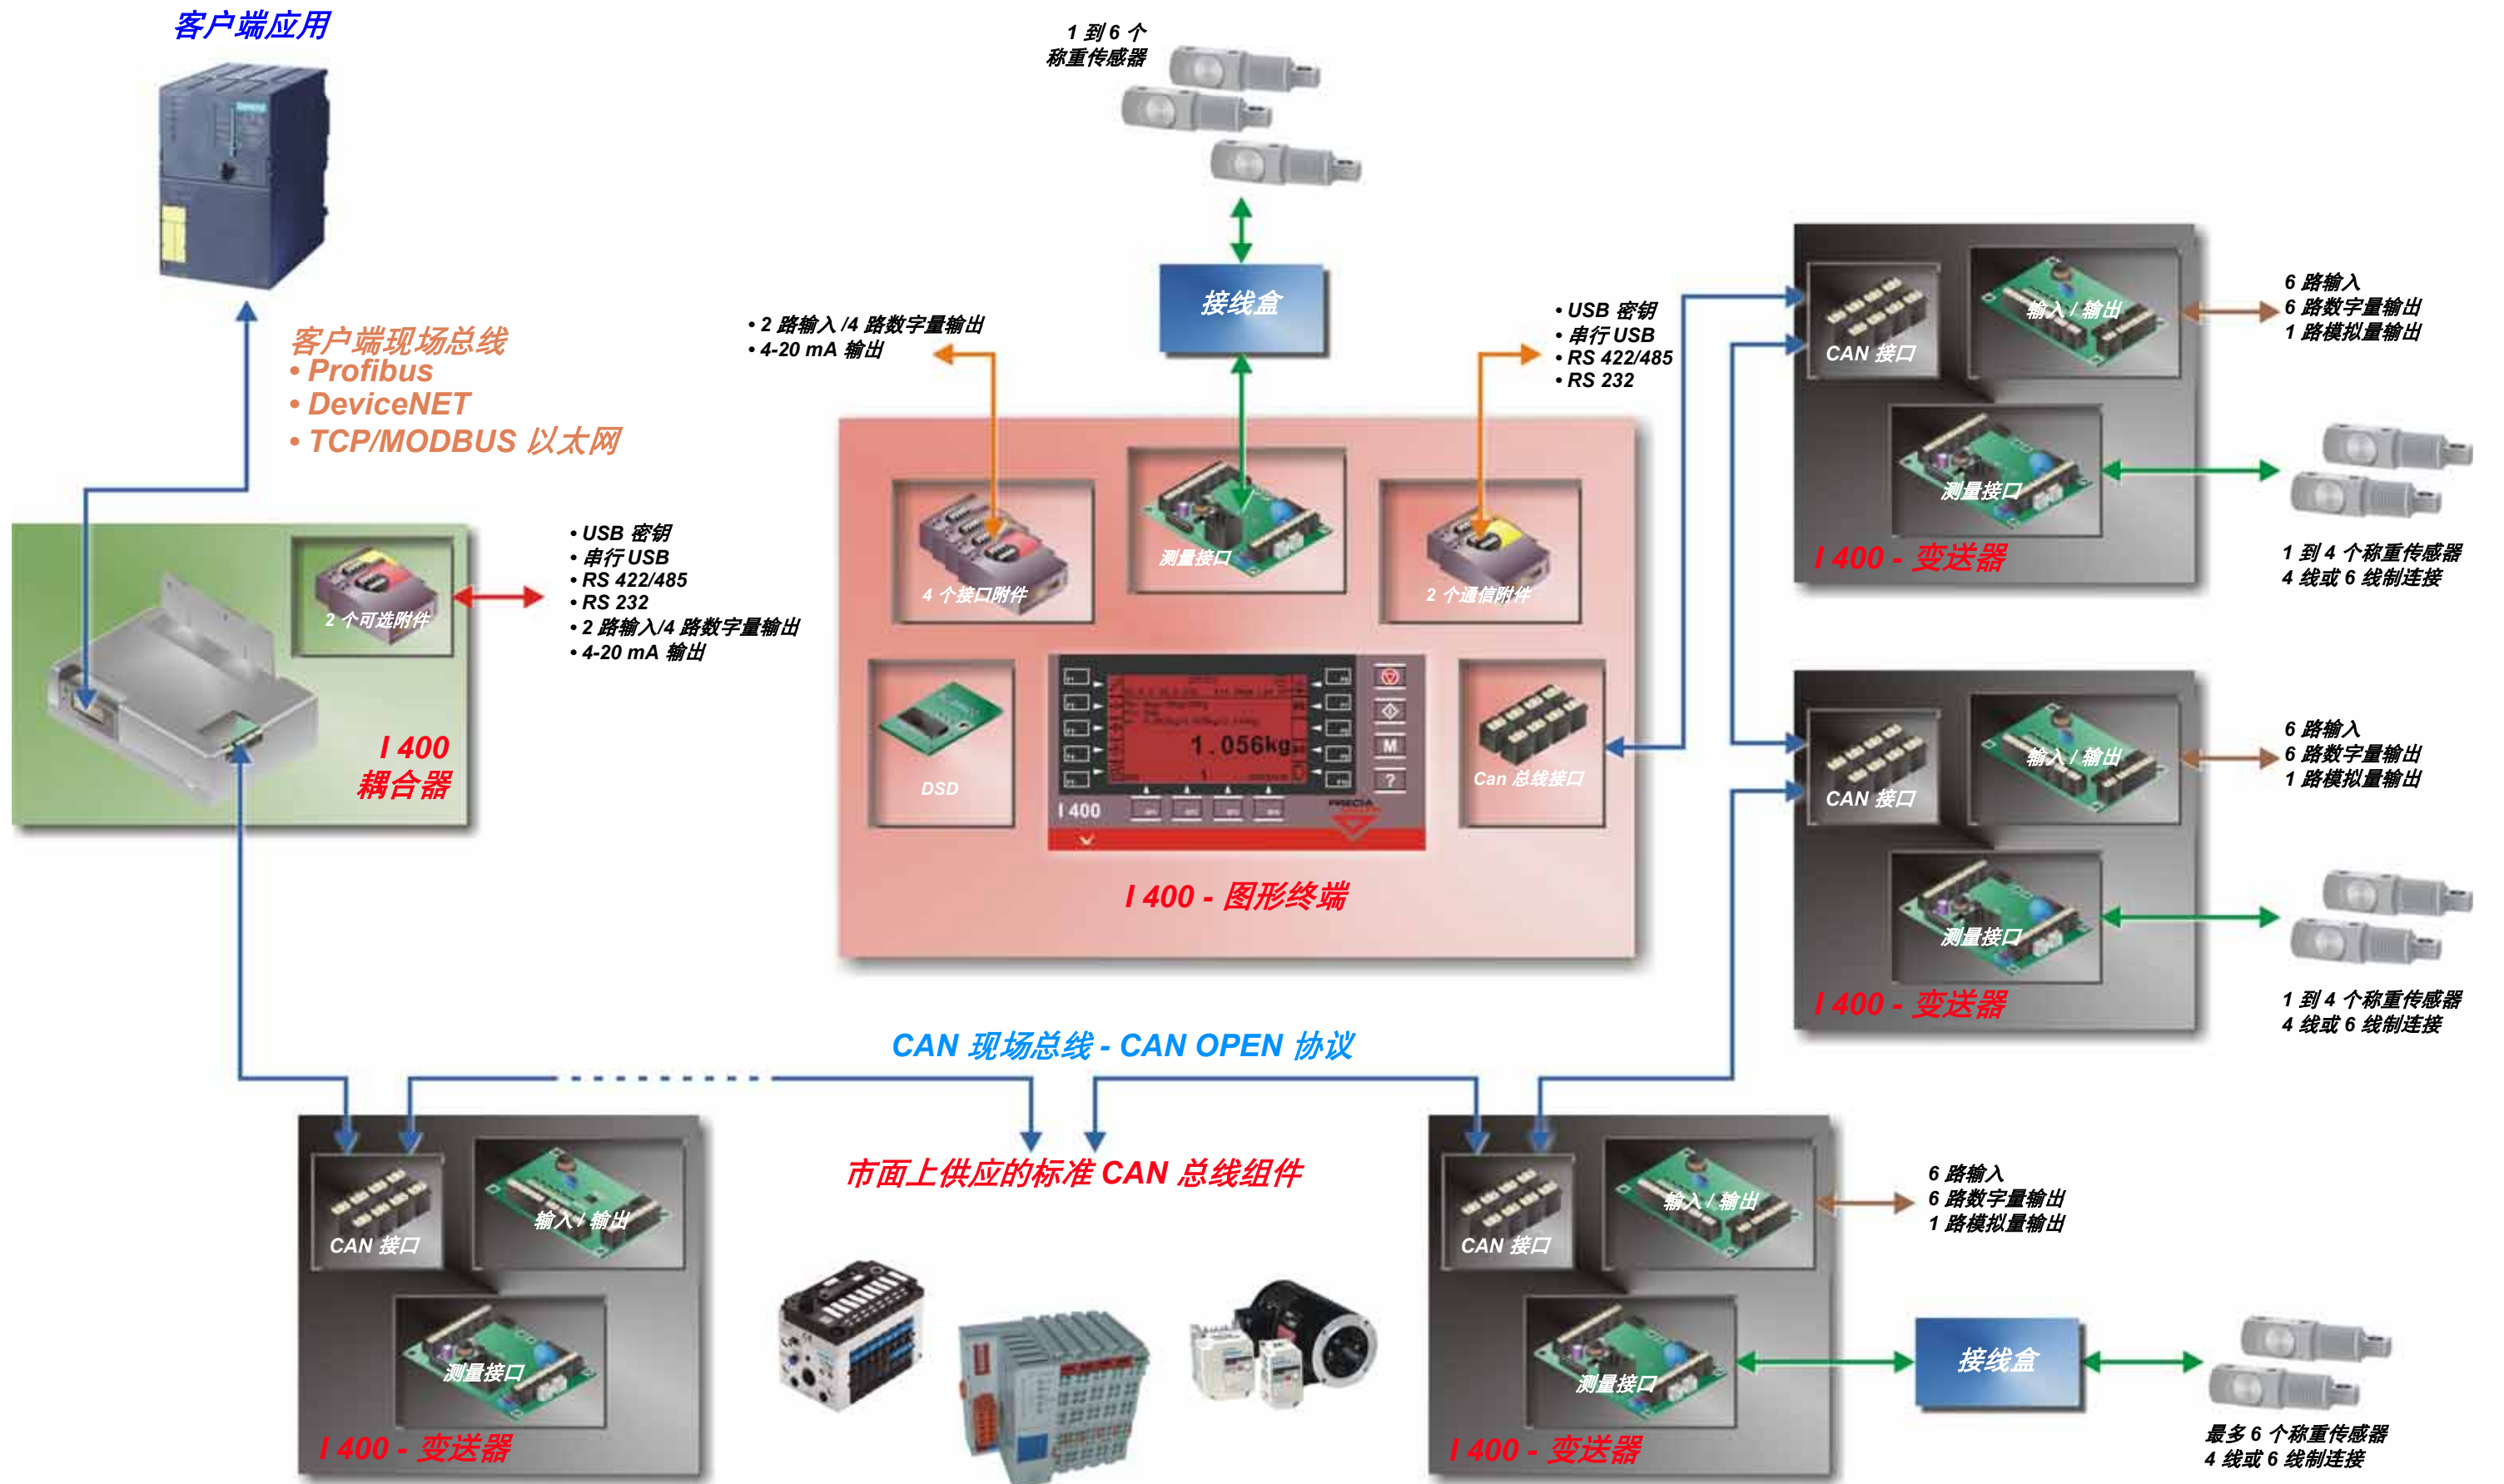 客户端应用
1 到 6 个
称重传感器
接线盒
客户端现场总线
• Profibus
• DeviceNET
• TCP/MODBUS 以太网
• 2 路输入 /4 路数字量输出
• 4-20 mA 输出
• USB 密钥
• 串行 USB
• RS 422/485
• RS 232
CAN 接口
输入 / 输出
6 路输入
6 路数字量输出
1 路模拟量输出
测量接口
1 到 4 个称重传感器
4 线或 6 线制连接
I 400 - 变送器
2 个可选附件
• USB 密钥
• 串行 USB
• RS 422/485
• RS 232
• 2 路输入/4 路数字量输出
• 4-20 mA 输出
I 400
耦合器
4 个接口附件
测量接口
2 个通信附件
DSD
1.056kg
M
?
I 400
PRECIA
Can 总线接口
I 400 - 图形终端
CAN 接口
输入 / 输出
6 路输入
6 路数字量输出
1 路模拟量输出
测量接口
1 到 4 个称重传感器
4 线或 6 线制连接
I 400 - 变送器
CAN 现场总线 - CAN OPEN 协议
市面上供应的标准 CAN 总线组件
CAN 接口
输入 / 输出
测量接口
I 400 - 变送器
CAN 接口
输入 / 输出
6 路输入
6 路数字量输出
1 路模拟量输出
测量接口
接线盒
最多 6 个称重传感器
4 线或 6 线制连接
I 400 - 变送器